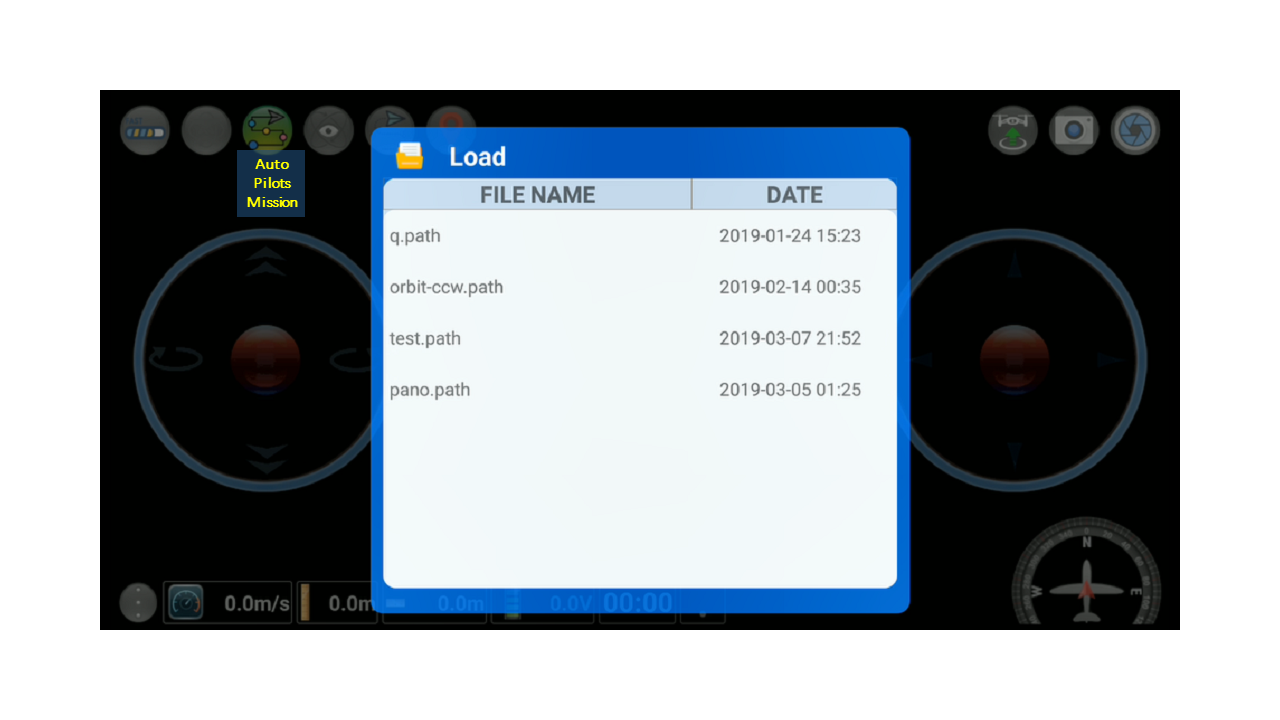 FAST
Auto
Pilots
Mission
Load
FILE NAME DATE
q.path 2019-01-24 15:23
orbit-ccw.path 2019-02-14 00:35
test.path 2019-03-07 21:52
pano.path 2019-03-05 01:25
N
W E
0.0m/s 0.0m 0.0m 0.0V 00:00